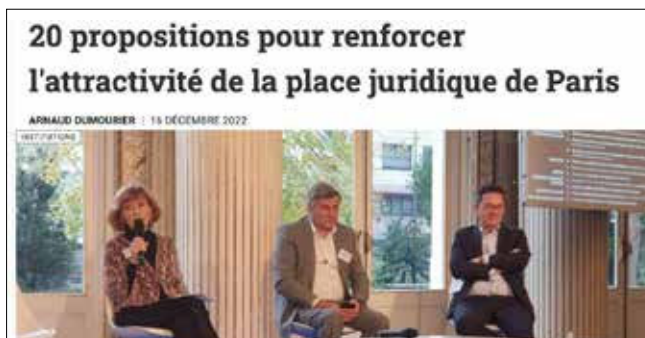 20 propositions pour renforcer
l'attractivité de la place juridique de Paris
ARNAUD DUMOURIER | 16 DÉCEMBRE 2022
INSTITUTIONS